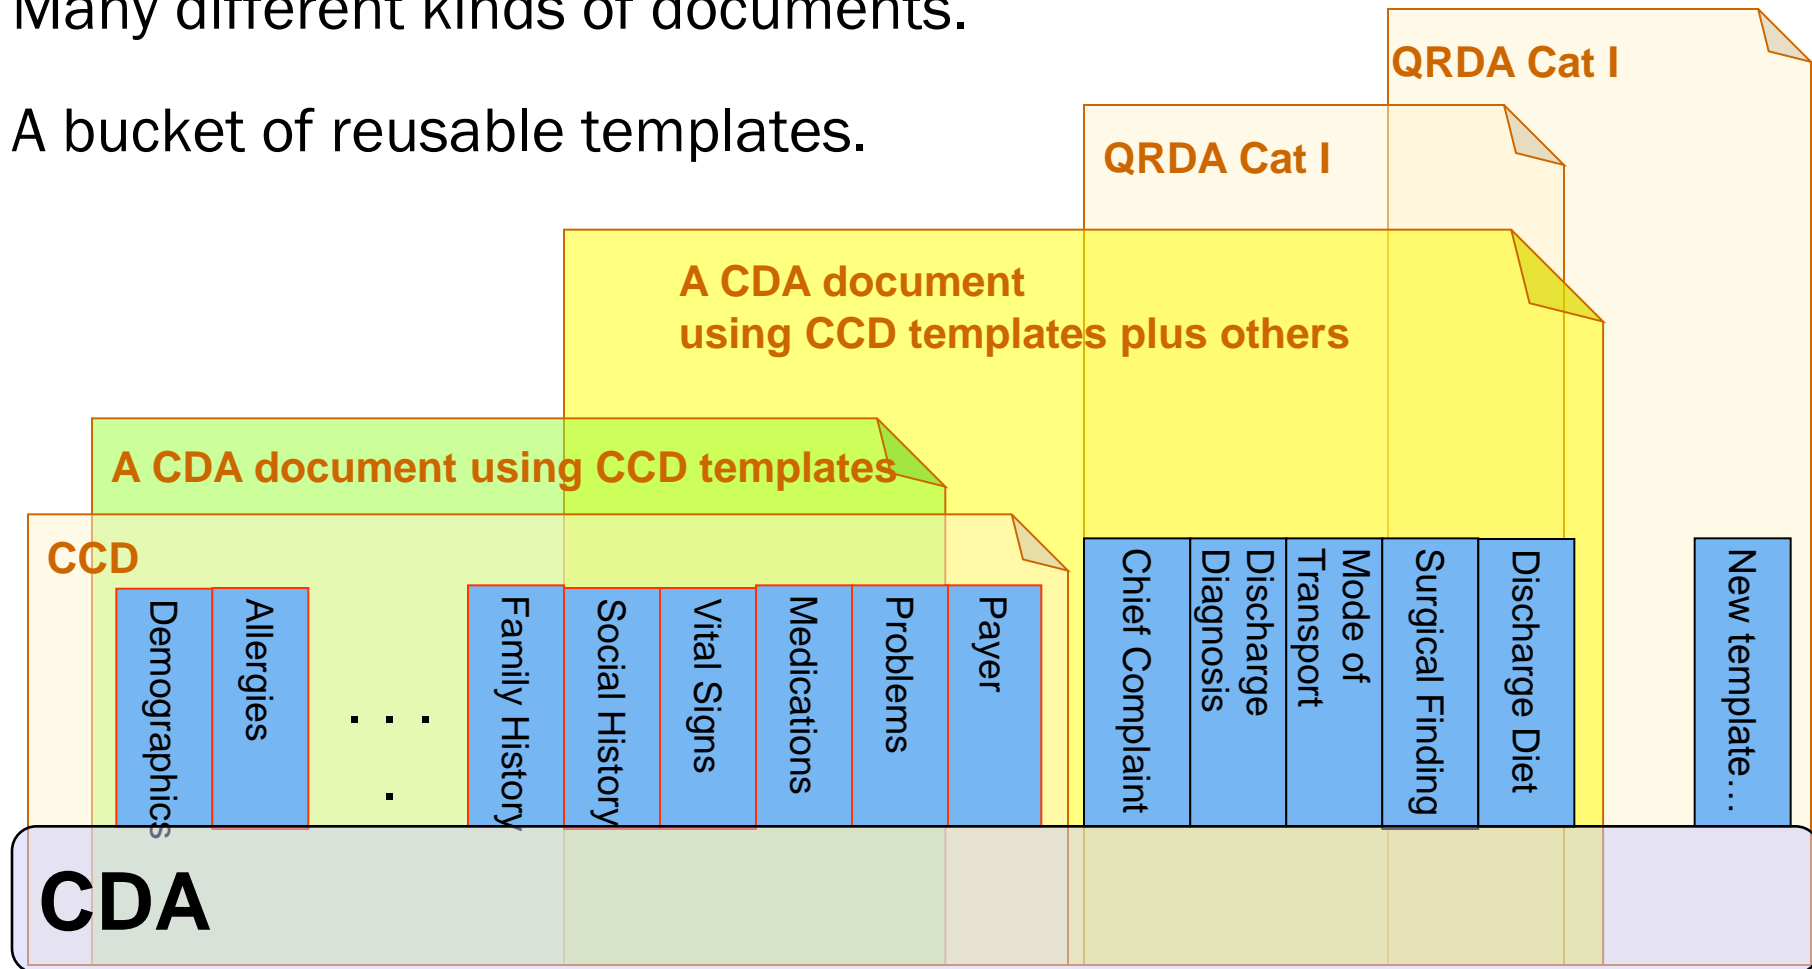 Many different kinds of documents.
A bucket of reusable templates.
QRDA Cat I
QRDA Cat I
A CDA document
using CCD templates plus others
A CDA document using CCD templates
CCD
Demographics
Allergies
. . .
.
Family History
Social History
Vital Signs
Medications
Problems
Payer
Chief Complaint
Discharge
Diagnosis
Mode of
Transport
Surgical Finding
Discharge Diet
New template…
CDA